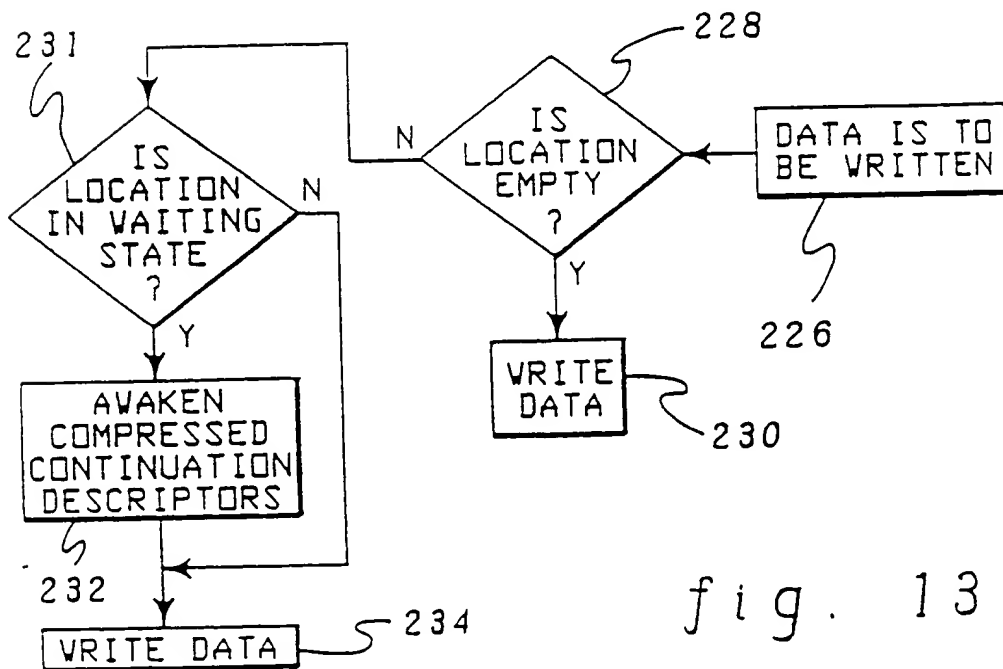 231
228
IS
LOCATION
IN WAITING
STATE
?
N
Y
N
IS
LOCATION
EMPTY
?
Y
DATA IS TO
BE WRITTEN
226
WRITE
DATA
230
AWAKEN
COMPRESSED
CONTINUATION
DESCRIPTORS
232
WRITE DATA
234
fig. 13